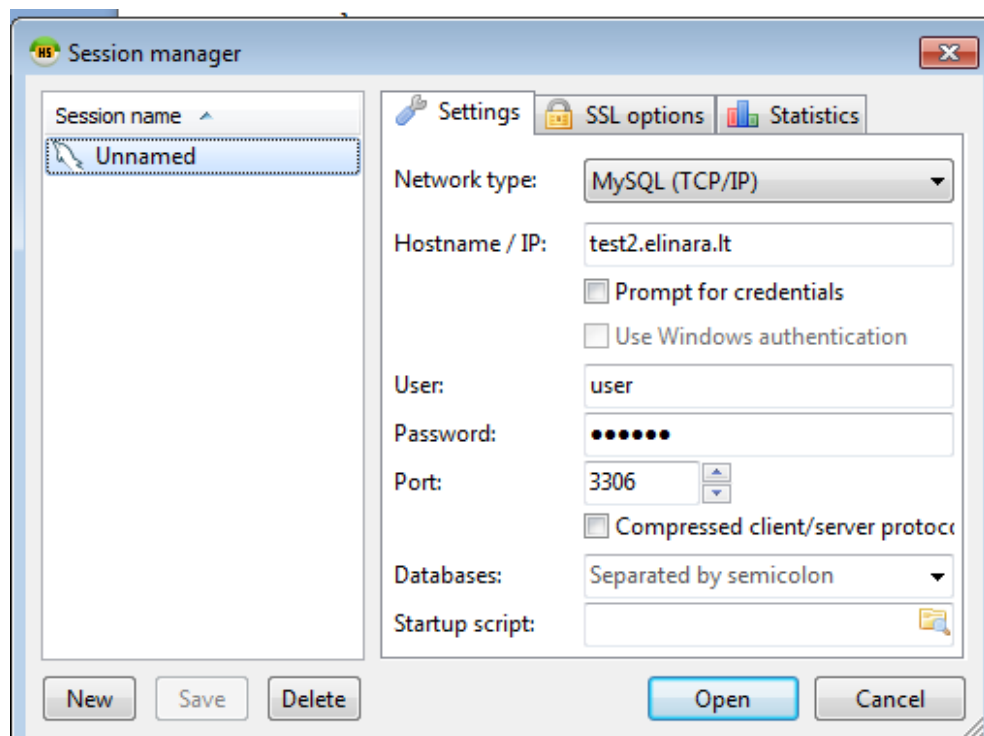 HS Session manager
Session name
Unnamed
Settings
SSL options
Statistics
Network type:
MySQL (TCP/IP)
Hostname / IP:
test2.elinara.lt
Prompt for credentials
Use Windows authentication
User:
user
Password:
••••••
Port:
3306
Compressed client/server protoco
Databases:
Separated by semicolon
Startup script:
New
Save
Delete
Open
Cancel